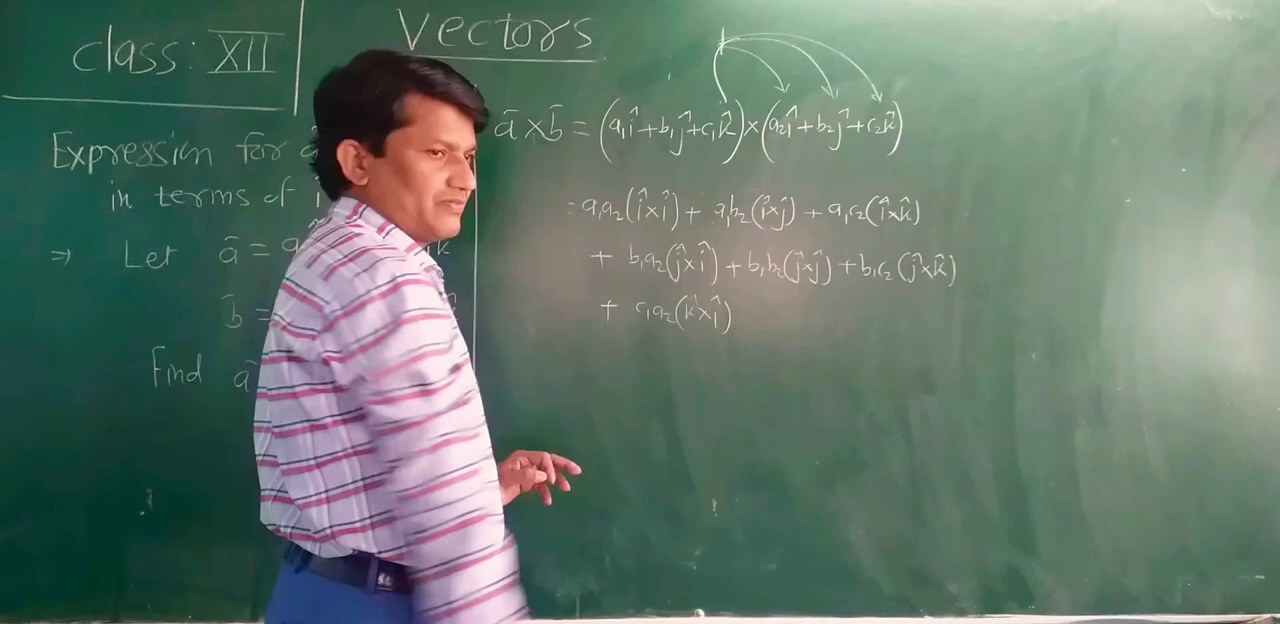 class: XII
Vectors
Expression for
in terms of
⇒ Let ā =
b̄ =
Find
ā × b̄ = (a₁î + b₁ĵ + c₁k̂) × (a₂î + b₂ĵ + c₂k̂)
= a₁a₂(î×î) + a₁b₂(î×ĵ) + a₁c₂(î×k̂)
+ b₁a₂(ĵ×î) + b₁b₂(ĵ×ĵ) + b₁c₂(ĵ×k̂)
+ c₁a₂(k̂×î)